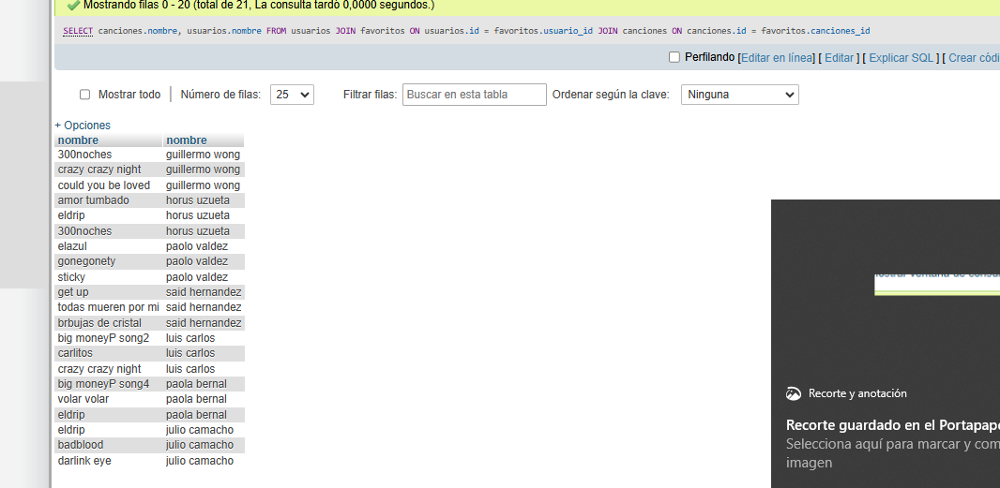 Mostrando filas 0 - 20 (total de 21, La consulta tardó 0,0000 segundos.)
SELECT canciones.nombre, usuarios.nombre FROM usuarios JOIN favoritos ON usuarios.id = favoritos.usuario_id JOIN canciones ON canciones.id = favoritos.canciones_id
Perfilando [Editar en línea] [ Editar ] [ Explicar SQL ] [ Crear códi
Mostrar todo | Número de filas: 25 Filtrar filas: Buscar en esta tabla Ordenar según la clave: Ninguna
+ Opciones
nombre nombre
300noches guillermo wong
crazy crazy night guillermo wong
could you be loved guillermo wong
amor tumbado horus uzueta
eldrip horus uzueta
300noches horus uzueta
elazul paolo valdez
gonegonety paolo valdez
sticky paolo valdez
get up said hernandez
todas mueren por mi said hernandez
brbujas de cristal said hernandez
big moneyP song2 luis carlos
carlitos luis carlos
crazy crazy night luis carlos
big moneyP song4 paola bernal
volar volar paola bernal
eldrip paola bernal
eldrip julio camacho
badblood julio camacho
darlink eye julio camacho
Recorte y anotación
Recorte guardado en el Portapap
Selecciona aquí para marcar y com
imagen